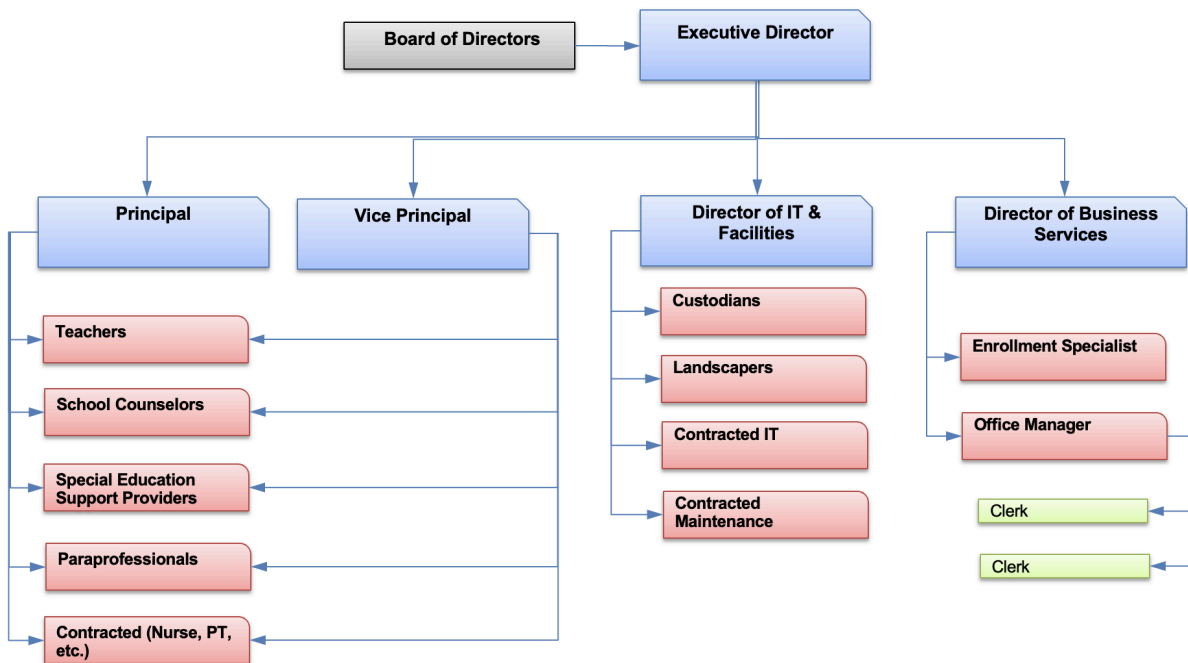 Board of Directors
Executive Director
Principal
Vice Principal
Director of IT &
Facilities
Director of Business
Services
Teachers
School Counselors
Special Education
Support Providers
Paraprofessionals
Contracted (Nurse, PT,
etc.)
Custodians
Landscapers
Contracted IT
Contracted
Maintenance
Enrollment Specialist
Office Manager
Clerk
Clerk